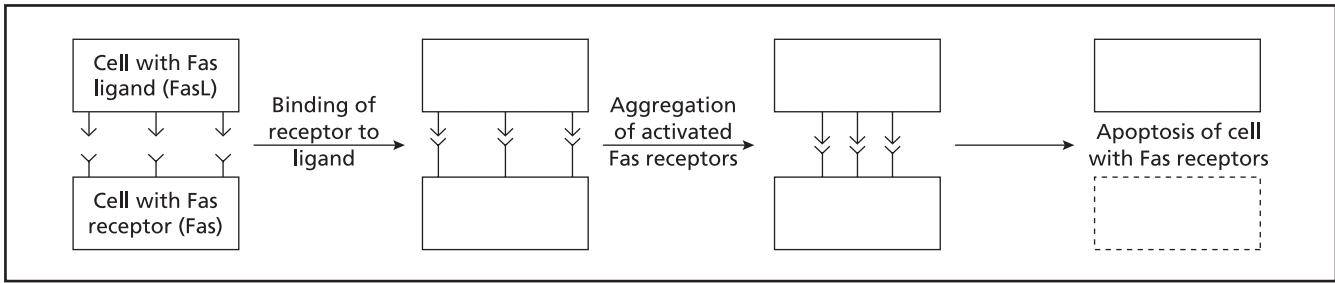 Cell with Fas
ligand (FasL)
Cell with Fas
receptor (Fas)
Binding of
receptor to
ligand
Aggregation
of activated
Fas receptors
Apoptosis of cell
with Fas receptors